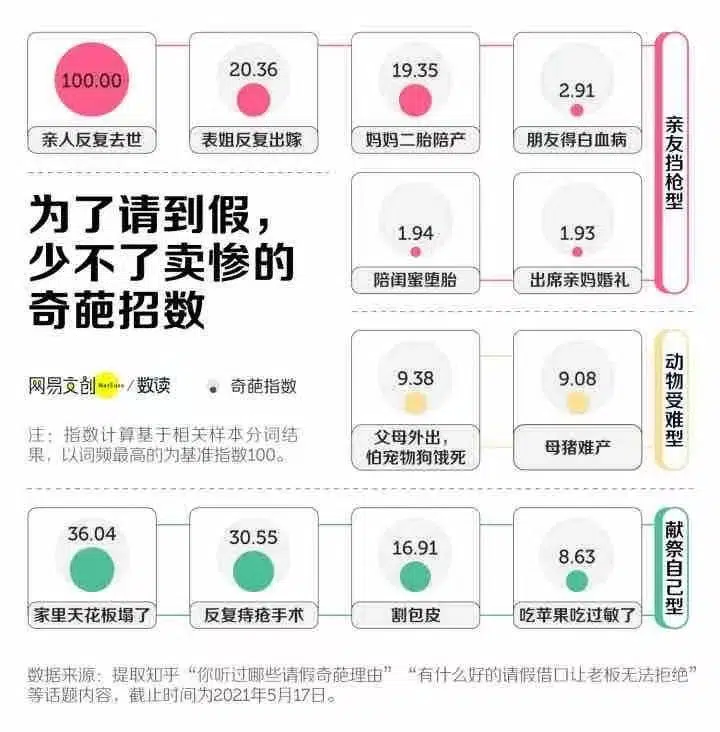 100.00
亲人反复去世
20.36
表姐反复出嫁
19.35
妈妈二胎陪产
2.91
朋友得白血病
亲友挡枪型
为了请到假，
少不了卖惨的
奇葩招数
1.94
陪闺蜜堕胎
1.93
出席亲妈婚礼
网易文创 NetEase / 数读
奇葩指数
注：指数计算基于相关样本分词结
果，以词频最高的为基准指数100。
9.38
父母外出，
怕宠物狗饿死
9.08
母猪难产
动物受难型
36.04
家里天花板塌了
30.55
反复痔疮手术
16.91
割包皮
8.63
吃苹果吃过敏了
献祭自己型
数据来源：提取知乎“你听过哪些请假奇葩理由”“有什么好的请假借口让老板无法拒绝”
等话题内容，截止时间为2021年5月17日。